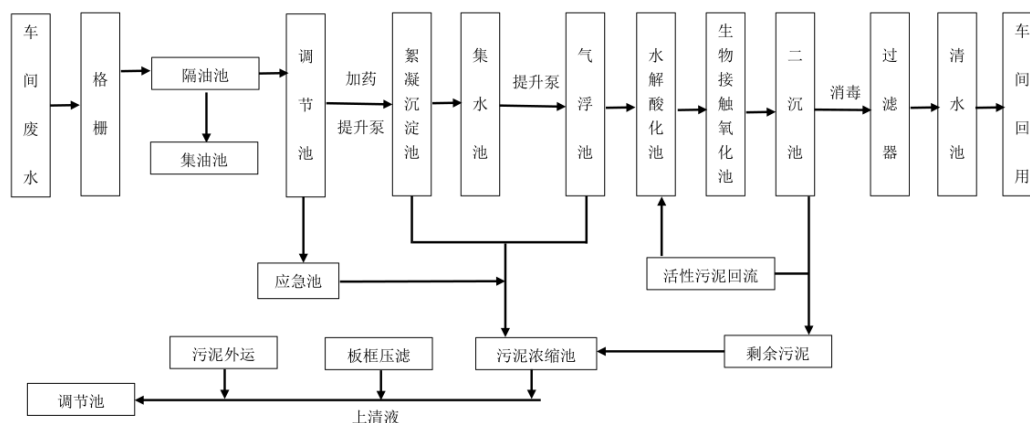 车间废水
格栅
隔油池
集油池
调节池
加药
提升泵
絮凝沉淀池
集水池
提升泵
气浮池
水解酸化池
生物接触氧化池
二沉池
消毒
过滤器
清水池
车间回用
应急池
活性污泥回流
污泥外运
板框压滤
污泥浓缩池
剩余污泥
调节池
上清液